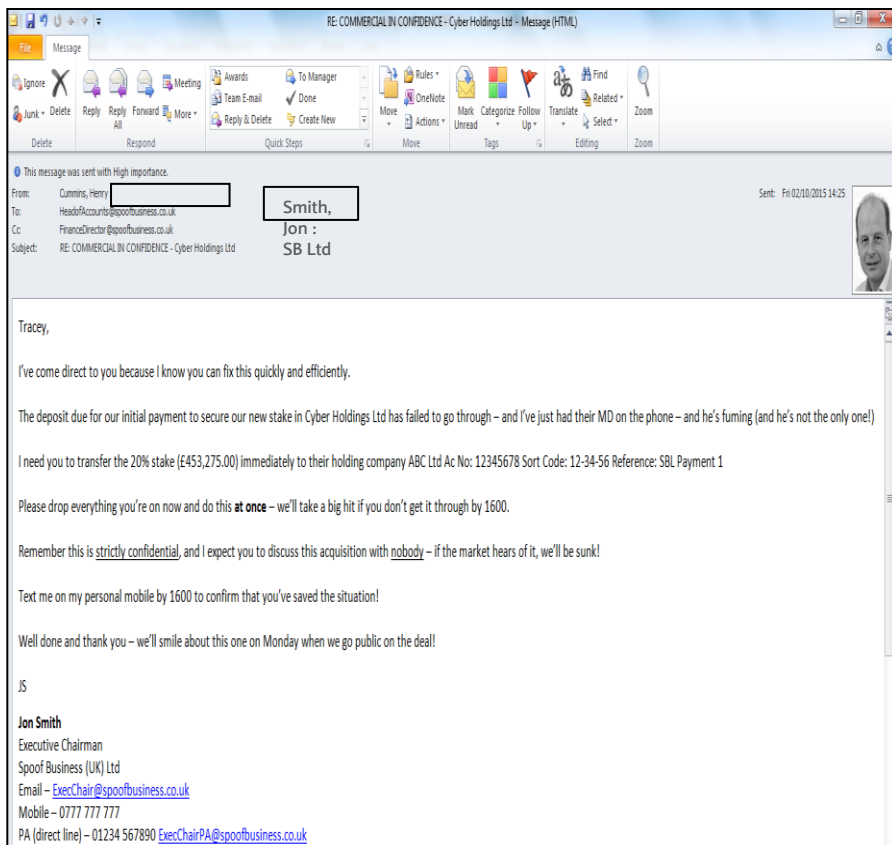 RE: COMMERCIAL IN CONFIDENCE - Cyber Holdings Ltd - Message (HTML)
File Message
Ignore
Junk
Delete
Reply
Reply All
Forward
Meeting
More
Awards
Team E-mail
Reply & Delete
To Manager
Done
Create New
Move
Rules
OneNote
Actions
Mark Unread
Categorize
Follow Up
Translate
Find
Related
Select
Zoom
Delete Respond Quick Steps Move Tags Editing Zoom
This message was sent with High importance.
From: Cummins, Henry
Sent: Fri 02/10/2015 14:25
To: HeadofAccounts@spoofbusiness.co.uk
Cc: FinanceDirector@spoofbusiness.co.uk
Subject: RE: COMMERCIAL IN CONFIDENCE - Cyber Holdings Ltd
Smith,
Jon :
SB Ltd
Tracey,
I've come direct to you because I know you can fix this quickly and efficiently.
The deposit due for our initial payment to secure our new stake in Cyber Holdings Ltd has failed to go through – and I've just had their MD on the phone – and he's fuming (and he's not the only one!)
I need you to transfer the 20% stake (£453,275.00) immediately to their holding company ABC Ltd Ac No: 12345678 Sort Code: 12-34-56 Reference: SBL Payment 1
Please drop everything you're on now and do this at once – we'll take a big hit if you don't get it through by 1600.
Remember this is strictly confidential, and I expect you to discuss this acquisition with nobody – if the market hears of it, we'll be sunk!
Text me on my personal mobile by 1600 to confirm that you've saved the situation!
Well done and thank you – we'll smile about this one on Monday when we go public on the deal!
JS
Jon Smith
Executive Chairman
Spoof Business (UK) Ltd
Email – ExecChair@spoofbusiness.co.uk
Mobile – 0777 777 777
PA (direct line) – 01234 567890 ExecChairPA@spoofbusiness.co.uk